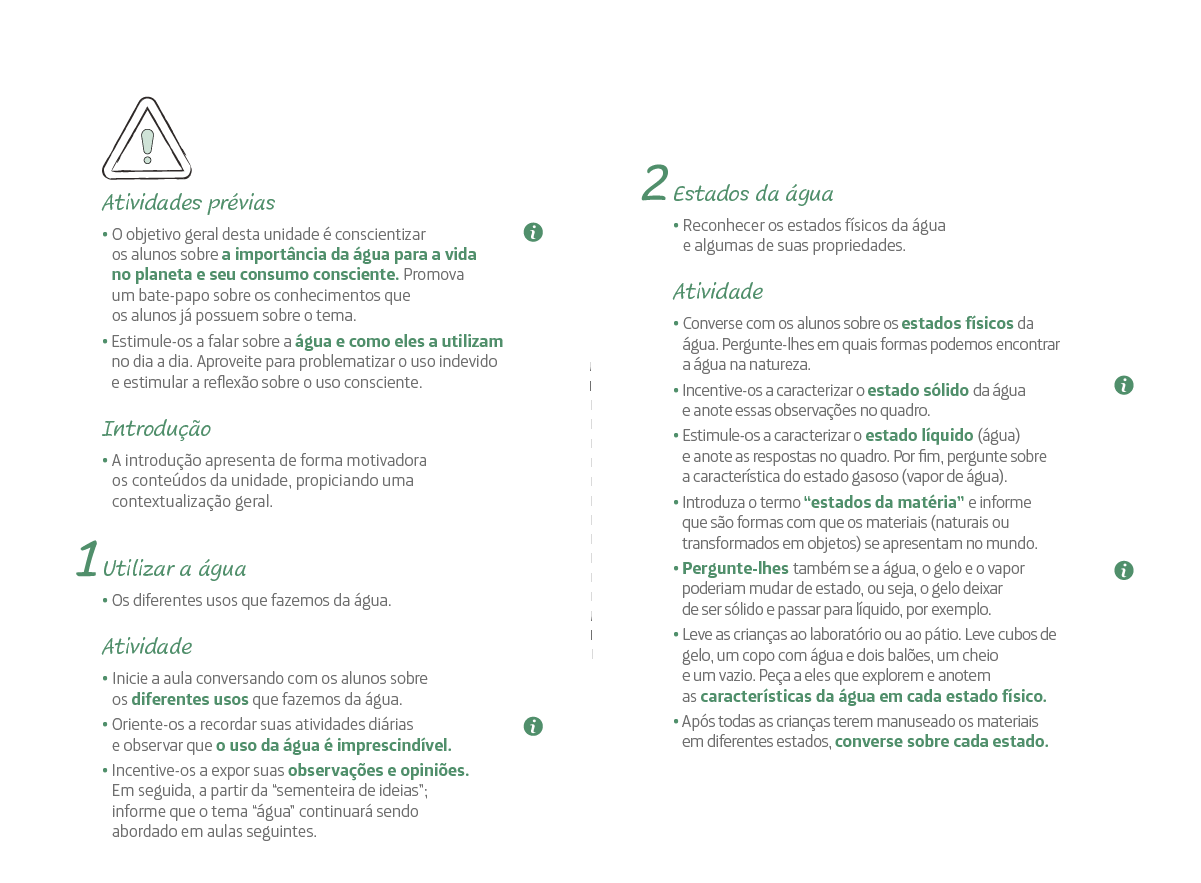 Atividades prévias
• O objetivo geral desta unidade é conscientizar
os alunos sobre a importância da água para a vida
no planeta e seu consumo consciente. Promova
um bate-papo sobre os conhecimentos que
os alunos já possuem sobre o tema.
• Estimule-os a falar sobre a água e como eles a utilizam
no dia a dia. Aproveite para problematizar o uso indevido
e estimular a reflexão sobre o uso consciente.
Introdução
• A introdução apresenta de forma motivadora
os conteúdos da unidade, propiciando uma
contextualização geral.
1 Utilizar a água
• Os diferentes usos que fazemos da água.
Atividade
• Inicie a aula conversando com os alunos sobre
os diferentes usos que fazemos da água.
• Oriente-os a recordar suas atividades diárias
e observar que o uso da água é imprescindível.
• Incentive-os a expor suas observações e opiniões.
Em seguida, a partir da “sementeira de ideias”;
informe que o tema “água” continuará sendo
abordado em aulas seguintes.
2 Estados da água
• Reconhecer os estados físicos da água
e algumas de suas propriedades.
Atividade
• Converse com os alunos sobre os estados físicos da
água. Pergunte-lhes em quais formas podemos encontrar
a água na natureza.
• Incentive-os a caracterizar o estado sólido da água
e anote essas observações no quadro.
• Estimule-os a caracterizar o estado líquido (água)
e anote as respostas no quadro. Por fim, pergunte sobre
a característica do estado gasoso (vapor de água).
• Introduza o termo “estados da matéria” e informe
que são formas com que os materiais (naturais ou
transformados em objetos) se apresentam no mundo.
• Pergunte-lhes também se a água, o gelo e o vapor
poderiam mudar de estado, ou seja, o gelo deixar
de ser sólido e passar para líquido, por exemplo.
• Leve as crianças ao laboratório ou ao pátio. Leve cubos de
gelo, um copo com água e dois balões, um cheio
e um vazio. Peça a eles que explorem e anotem
as características da água em cada estado físico.
• Após todas as crianças terem manuseado os materiais
em diferentes estados, converse sobre cada estado.